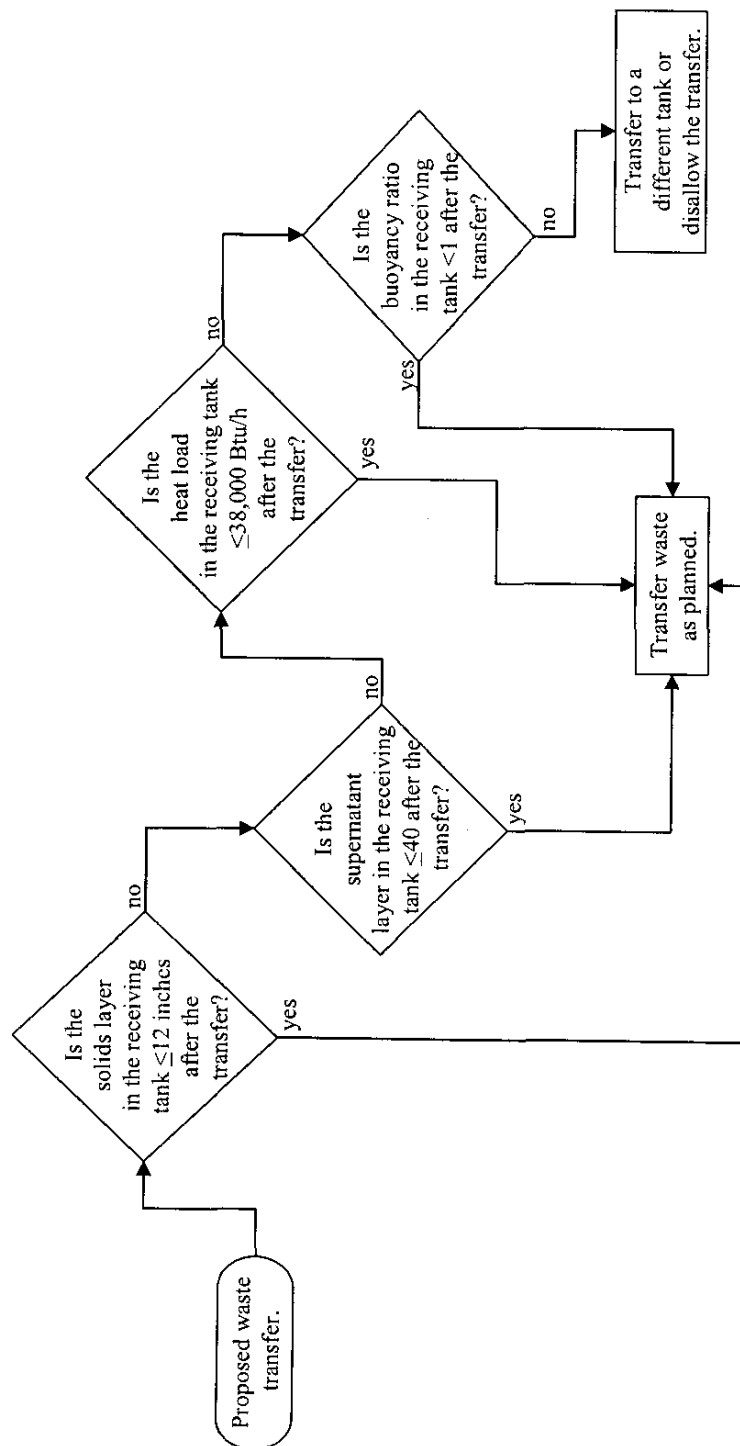 Proposed waste
transfer.
Is the
solids layer
in the receiving
tank ≤12 inches
after the
transfer?
no
yes
Is the
supernatant
layer in the receiving
tank ≤40 after the
transfer?
no
yes
Is the
heat load
in the receiving tank
≤38,000 Btu/h
after the
transfer?
no
yes
Is the
buoyancy ratio
in the receiving
tank <1 after the
transfer?
yes
no
Transfer waste
as planned.
Transfer to a
different tank or
disallow the transfer.